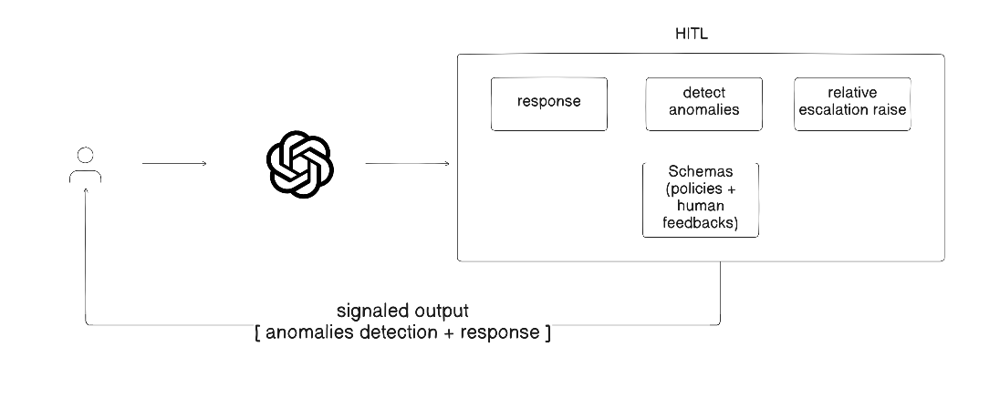 HITL
response
detect
anomalies
relative
escalation raise
Schemas
(policies +
human
feedbacks)
signaled output
[ anomalies detection + response ]